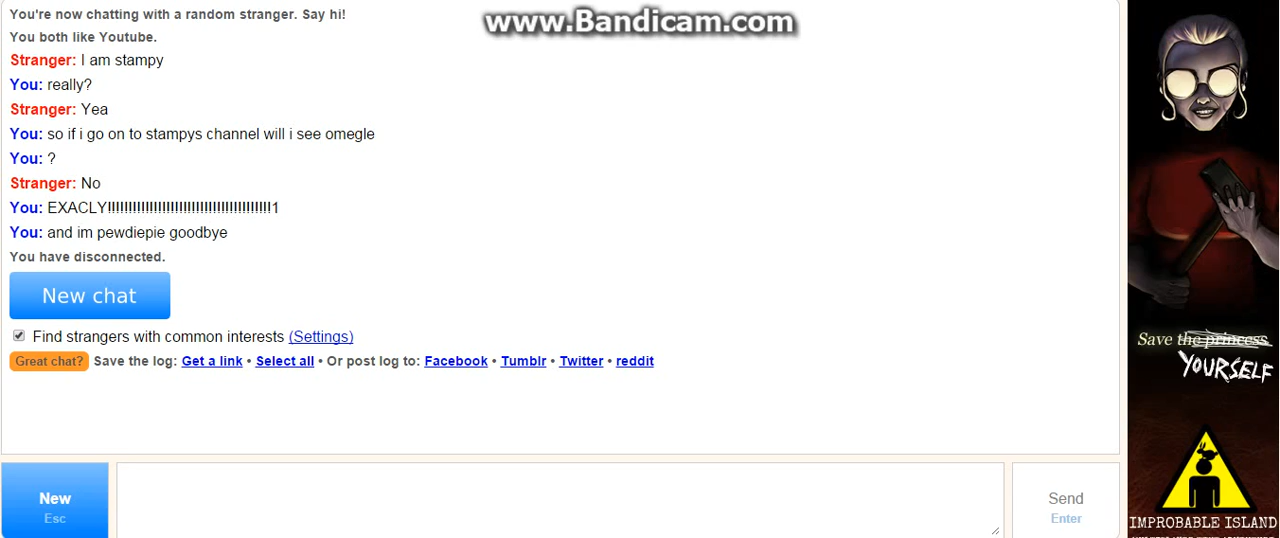 You're now chatting with a random stranger. Say hi!
www.Bandicam.com
You both like Youtube.
Stranger: I am stampy
You: really?
Stranger: Yea
You: so if i go on to stampys channel will i see omegle
You: ?
Stranger: No
You: EXACLY!!!!!!!!!!!!!!!!!!!!!!!!!!!!!!!!!!!!!!!1
You: and im pewdiepie goodbye
You have disconnected.
New chat
Find strangers with common interests (Settings)
Great chat? Save the log: Get a link • Select all • Or post log to: Facebook • Tumblr • Twitter • reddit
New
Esc
Send
Enter
Save the princess
YOURSELF
IMPROBABLE ISLAND